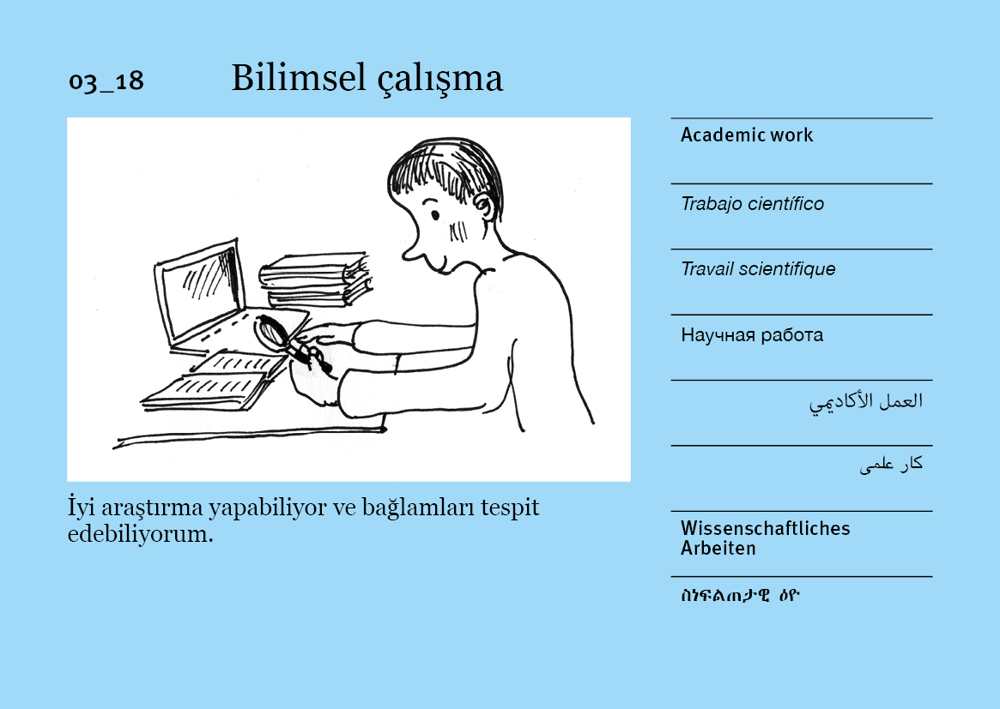 03_18
Bilimsel çalışma
İyi araştırma yapabiliyor ve bağlamları tespit
edebiliyorum.
Academic work
Trabajo científico
Travail scientifique
Научная работа
العمل الأكاديمي
کار علمی
Wissenschaftliches
Arbeiten
ስነፍልጠታዊ ዕዮ